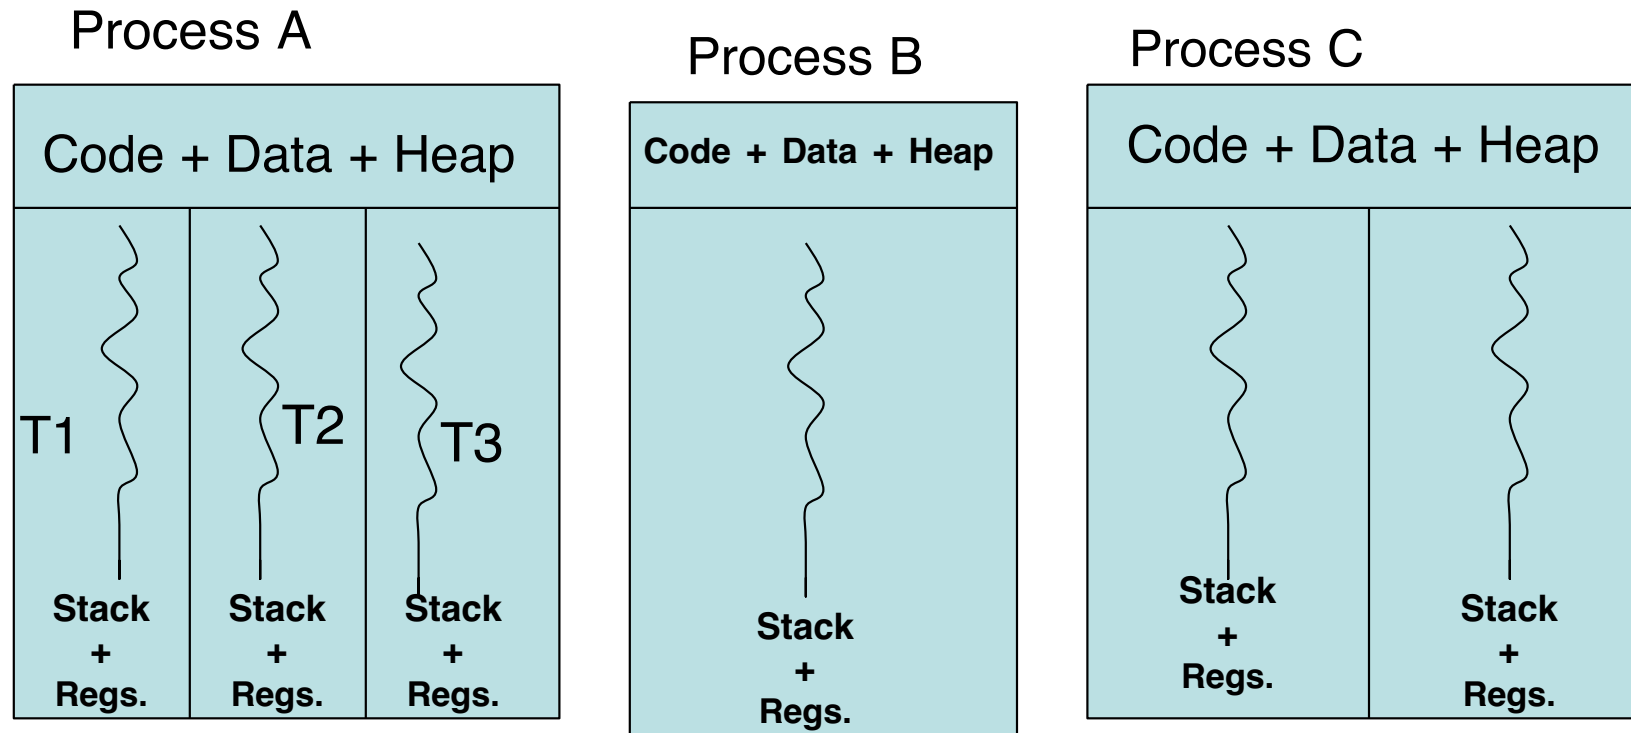 Process A
Code + Data + Heap
T1
T2
T3
Stack
+
Regs.
Stack
+
Regs.
Stack
+
Regs.
Process B
Code + Data + Heap
Stack
+
Regs.
Process C
Code + Data + Heap
Stack
+
Regs.
Stack
+
Regs.